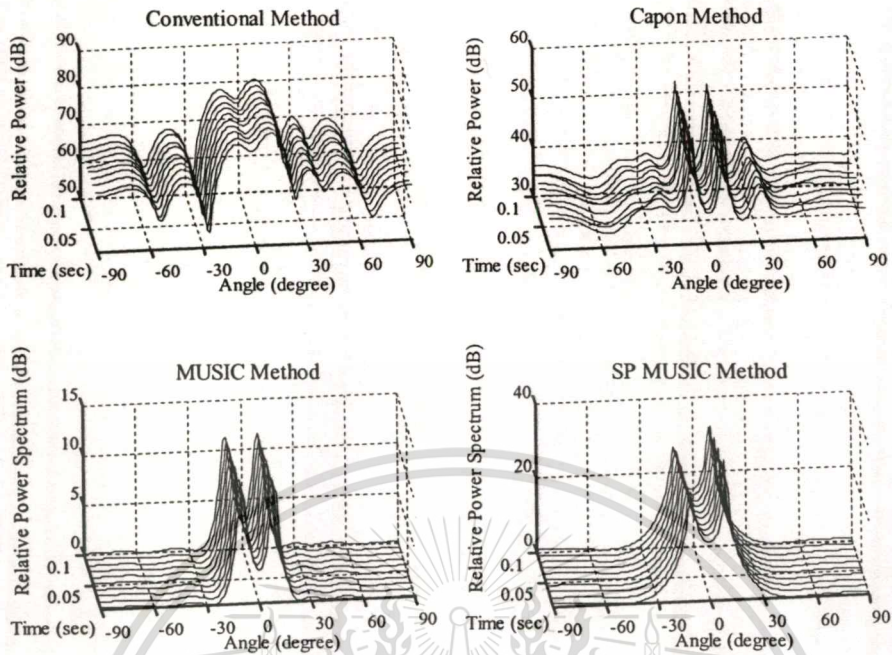 Conventional Method
Relative Power (dB)
90
80
70
60
50
0.1
0.05
Time (sec)
-90 -60 -30 0 30 60 90
Angle (degree)
Capon Method
Relative Power (dB)
60
50
40
30
0.1
0.05
Time (sec)
-90 -60 -30 0 30 60 90
Angle (degree)
MUSIC Method
Relative Power Spectrum (dB)
15
10
5
0
0.1
0.05
Time (sec)
-90 -60 -30 0 30 60 90
Angle (degree)
SP MUSIC Method
Relative Power Spectrum (dB)
40
20
0
0.1
0.05
Time (sec)
-90 -60 -30 0 30 60 90
Angle (degree)